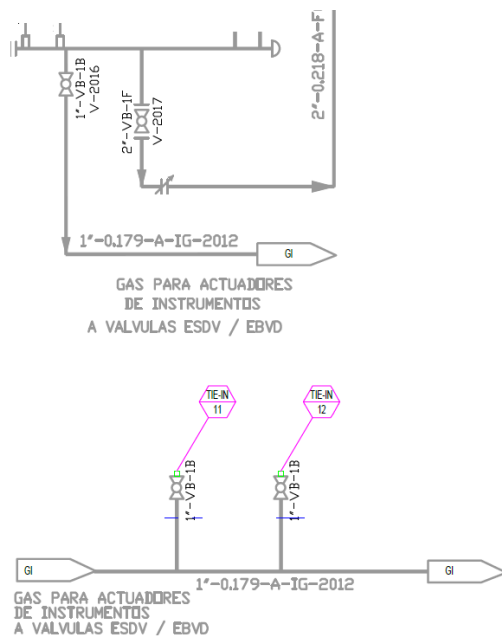 1"-VB-1B
V-2016
2"-VB-1F
V-2017
2"-0.218-A-F
1"-0.179-A-IG-2012
GI
GAS PARA ACTUADORES
DE INSTRUMENTOS
A VALVULAS ESDV / EBVD
TIE-IN
11
TIE-IN
12
1"-VB-1B
1"-VB-1B
GI
1"-0.179-A-IG-2012
GI
GAS PARA ACTUADORES
DE INSTRUMENTOS
A VALVULAS ESDV / EBVD